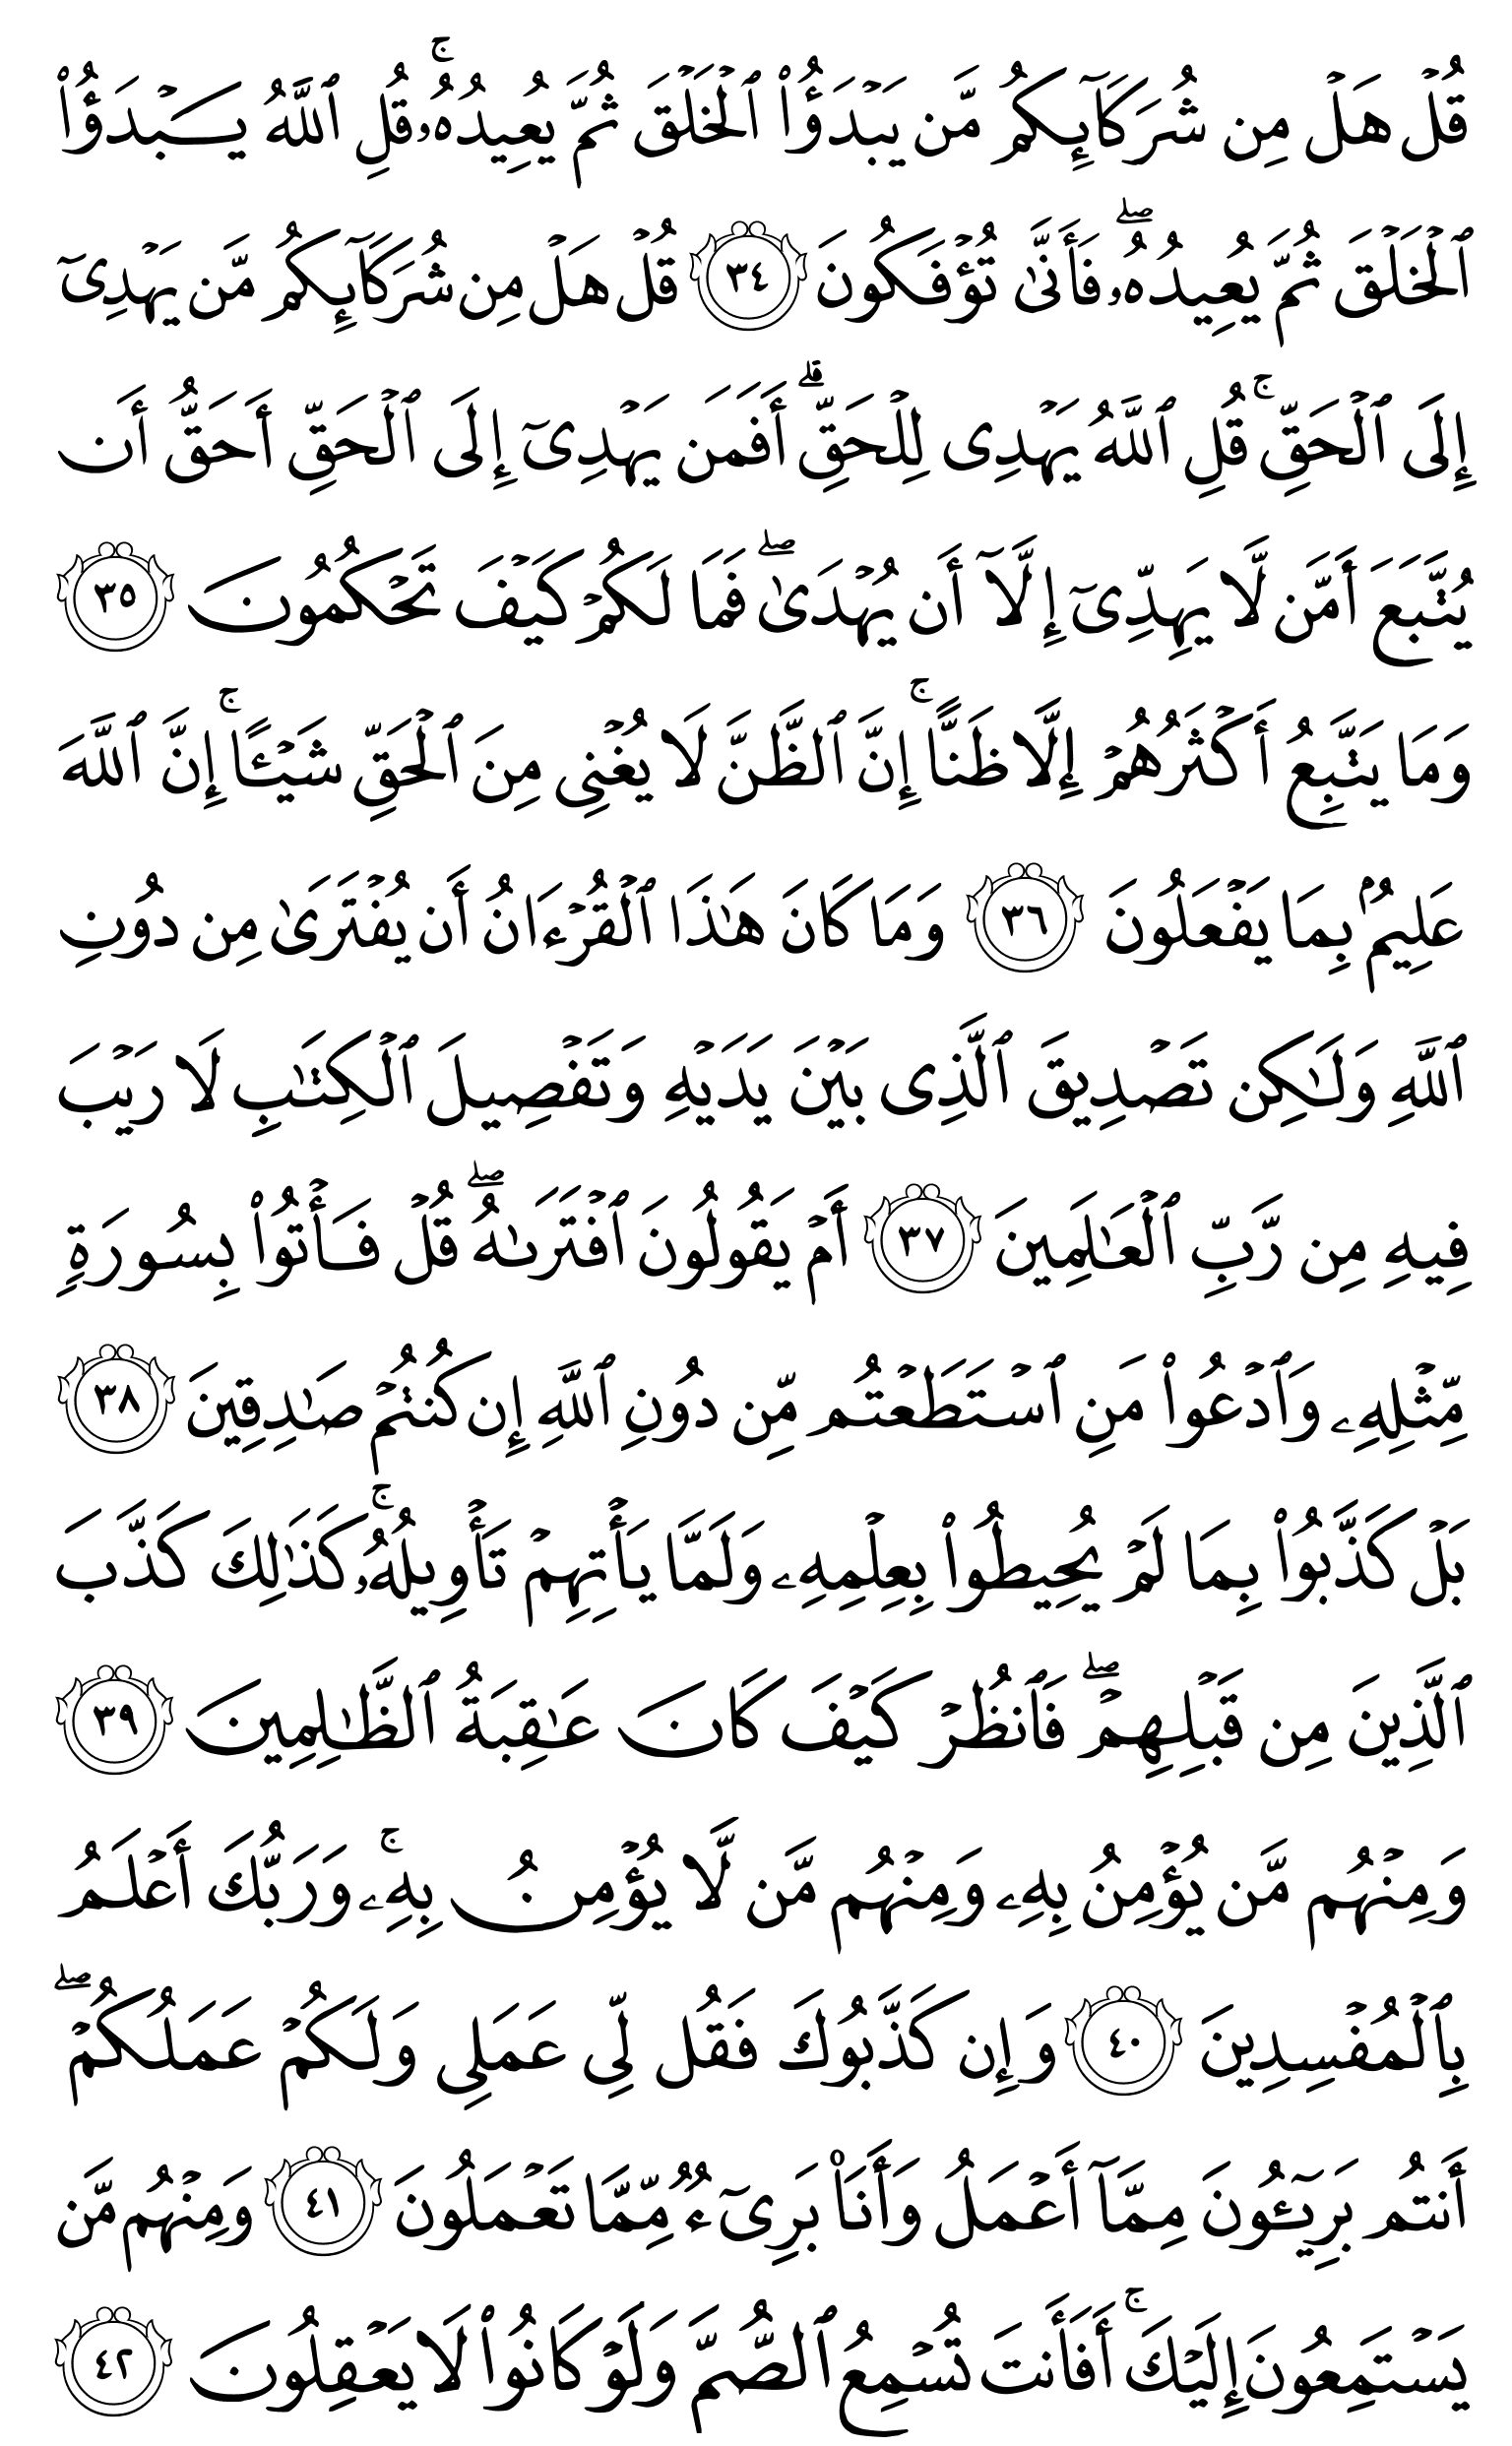 قُلۡ هَلۡ مِن شُرَكَآئِكُم مَّن يَبۡدَؤُاْ ٱلۡخَلۡقَ ثُمَّ يُعِيدُهُۥۚ قُلِ ٱللَّهُ يَبۡدَؤُاْ
ٱلۡخَلۡقَ ثُمَّ يُعِيدُهُۥۖ فَأَنَّىٰ تُؤۡفَكُونَ ٣٤ قُلۡ هَلۡ مِن شُرَكَآئِكُم مَّن يَهۡدِيٓ
إِلَى ٱلۡحَقِّۚ قُلِ ٱللَّهُ يَهۡدِي لِلۡحَقِّۗ أَفَمَن يَهۡدِيٓ إِلَى ٱلۡحَقِّ أَحَقُّ أَن
يُتَّبَعَ أَمَّن لَّا يَهِدِّيٓ إِلَّآ أَن يُهۡدَىٰۖ فَمَا لَكُمۡ كَيۡفَ تَحۡكُمُونَ ٣٥
وَمَا يَتَّبِعُ أَكۡثَرُهُمۡ إِلَّا ظَنًّاۚ إِنَّ ٱلظَّنَّ لَا يُغۡنِي مِنَ ٱلۡحَقِّ شَيۡـًٔاۚ إِنَّ ٱللَّهَ
عَلِيمُۢ بِمَا يَفۡعَلُونَ ٣٦ وَمَا كَانَ هَٰذَا ٱلۡقُرۡءَانُ أَن يُفۡتَرَىٰ مِن دُونِ
ٱللَّهِ وَلَٰكِن تَصۡدِيقَ ٱلَّذِي بَيۡنَ يَدَيۡهِ وَتَفۡصِيلَ ٱلۡكِتَٰبِ لَا رَيۡبَ
فِيهِ مِن رَّبِّ ٱلۡعَٰلَمِينَ ٣٧ أَمۡ يَقُولُونَ ٱفۡتَرَىٰهُۖ قُلۡ فَأۡتُواْ بِسُورَةٖ
مِّثۡلِهِۦ وَٱدۡعُواْ مَنِ ٱسۡتَطَعۡتُم مِّن دُونِ ٱللَّهِ إِن كُنتُمۡ صَٰدِقِينَ ٣٨
بَلۡ كَذَّبُواْ بِمَا لَمۡ يُحِيطُواْ بِعِلۡمِهِۦ وَلَمَّا يَأۡتِهِمۡ تَأۡوِيلُهُۥۚ كَذَٰلِكَ كَذَّبَ
ٱلَّذِينَ مِن قَبۡلِهِمۡۖ فَٱنظُرۡ كَيۡفَ كَانَ عَٰقِبَةُ ٱلظَّٰلِمِينَ ٣٩
وَمِنۡهُم مَّن يُؤۡمِنُ بِهِۦ وَمِنۡهُم مَّن لَّا يُؤۡمِنُ بِهِۦۚ وَرَبُّكَ أَعۡلَمُ
بِٱلۡمُفۡسِدِينَ ٤٠ وَإِن كَذَّبُوكَ فَقُل لِّي عَمَلِي وَلَكُمۡ عَمَلُكُمۡۖ
أَنتُم بَرِيٓـُٔونَ مِمَّآ أَعۡمَلُ وَأَنَا۠ بَرِيٓءٞ مِّمَّا تَعۡمَلُونَ ٤١ وَمِنۡهُم مَّن
يَسۡتَمِعُونَ إِلَيۡكَۚ أَفَأَنتَ تُسۡمِعُ ٱلصُّمَّ وَلَوۡ كَانُواْ لَا يَعۡقِلُونَ ٤٢